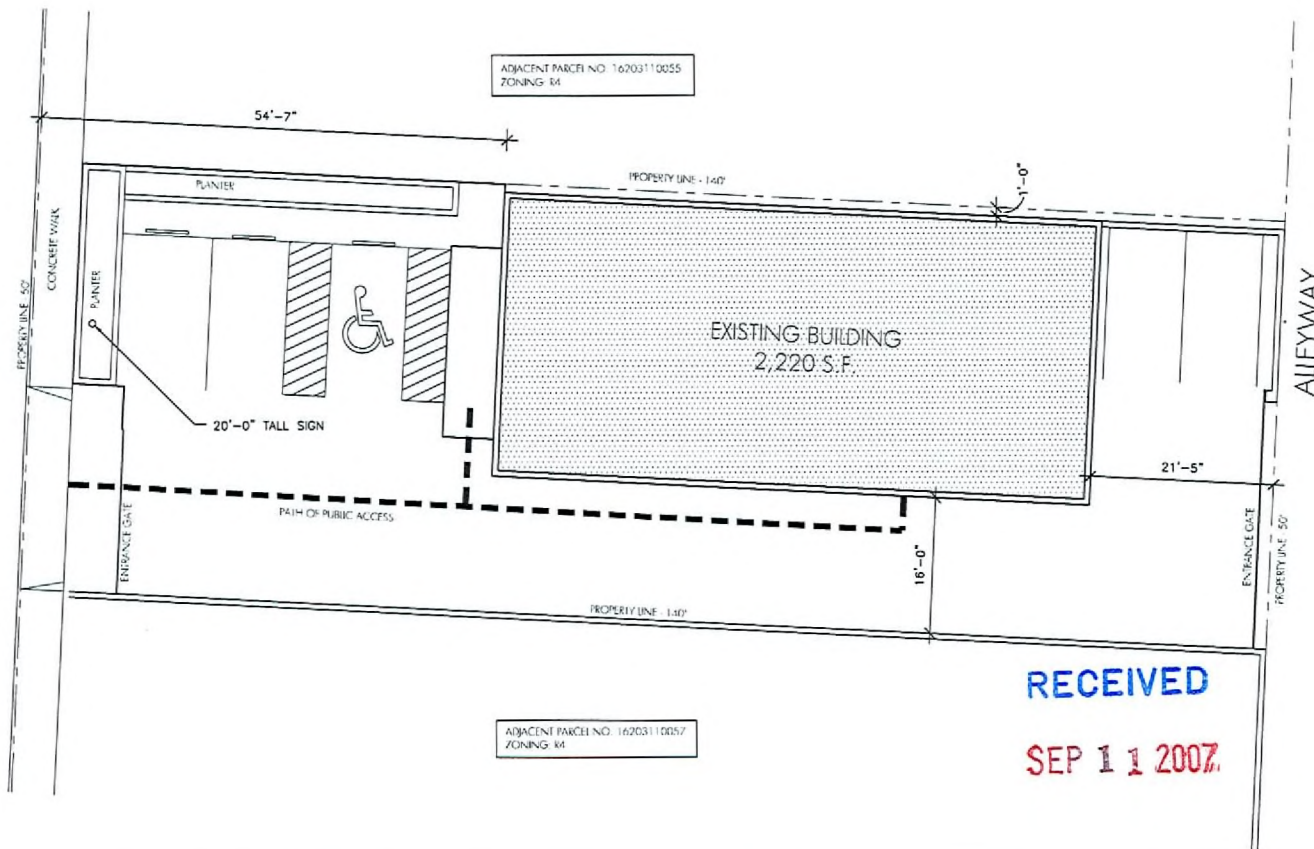 ADJACENT PARCEL NO. 16203110055
ZONING: R4
54'-7"
PLANTER
PROPERTY LINE - 140'
1'-0"
CONCRETE WALK
PROPERTY LINE 50'
PLANTER
EXISTING BUILDING
2,220 S.F.
ALLEYWAY
20'-0" TALL SIGN
21'-5"
PATH OF PUBLIC ACCESS
ENTRANCE GATE
16'-0"
ENTRANCE GATE
PROPERTY LINE 50'
PROPERTY LINE - 140'
ADJACENT PARCEL NO. 16203110057
ZONING: R4
RECEIVED
SEP 1 1 2007